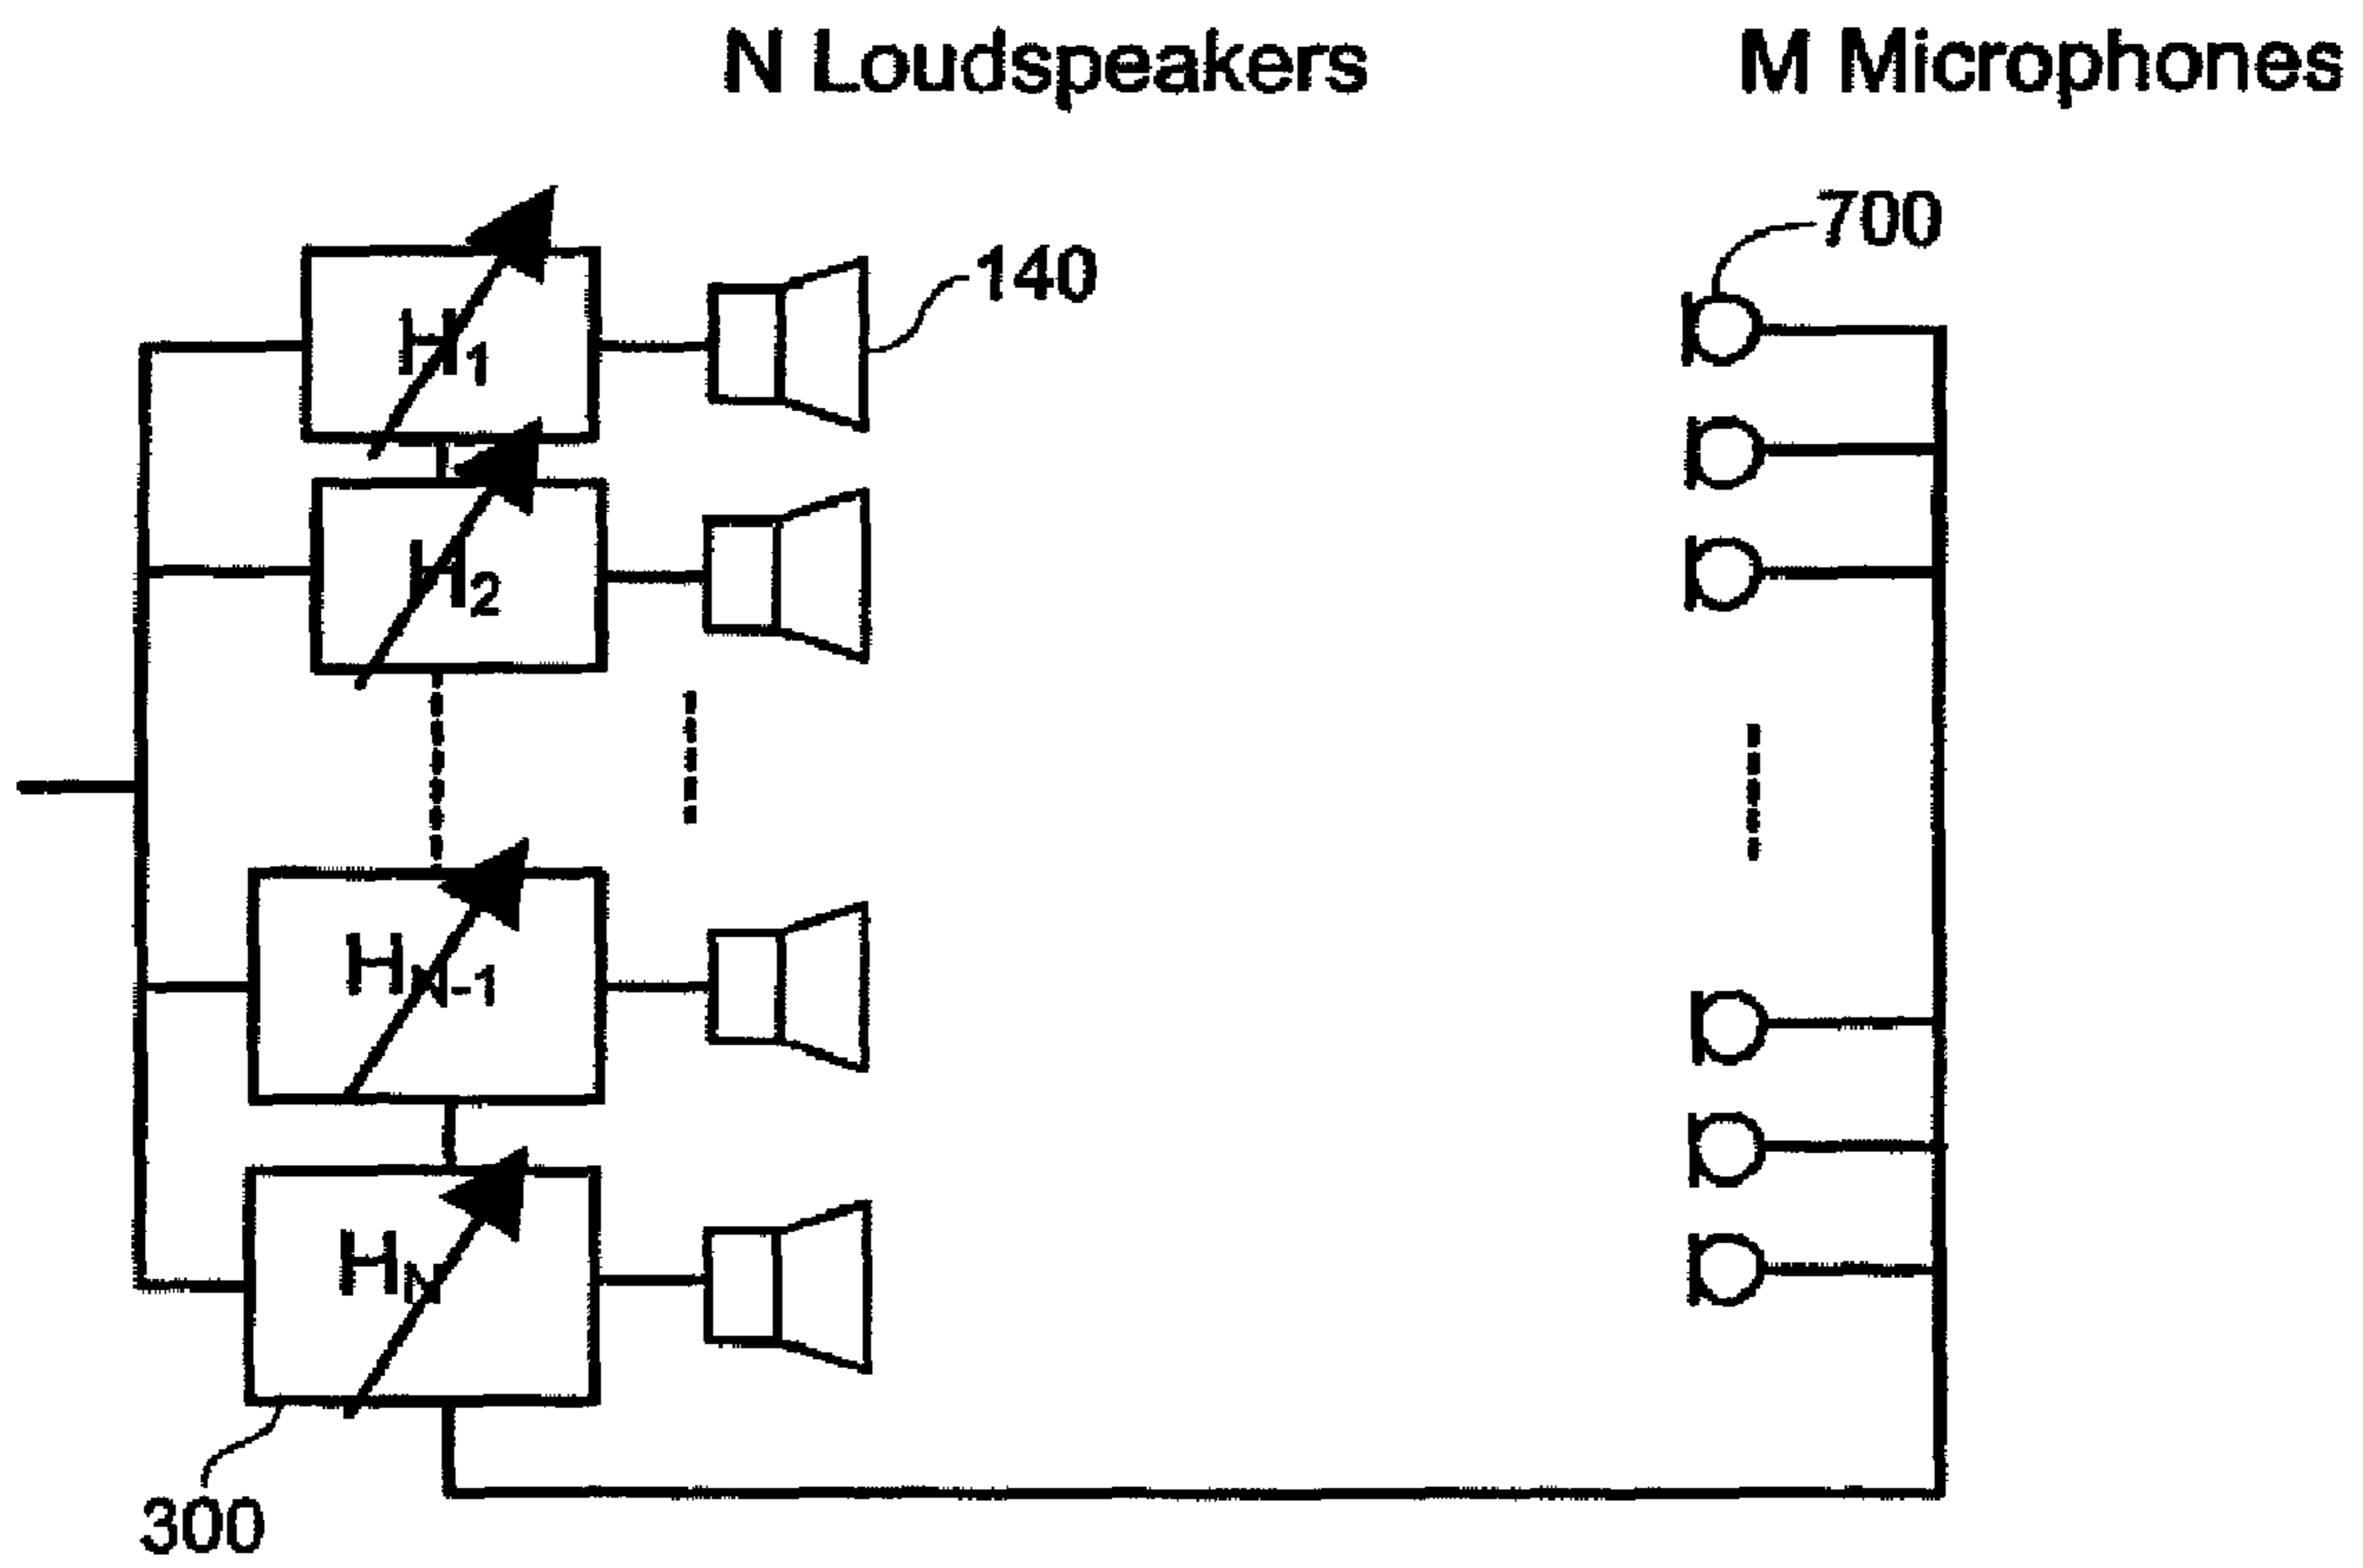 N Loudspeakers
M Microphones
700
140
H1
H2
HN-1
HN
300